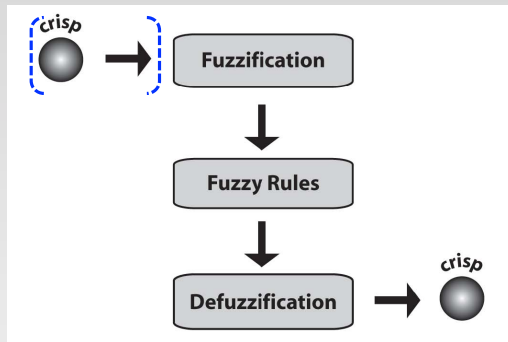 crisp
Fuzzification
Fuzzy Rules
crisp
Defuzzification